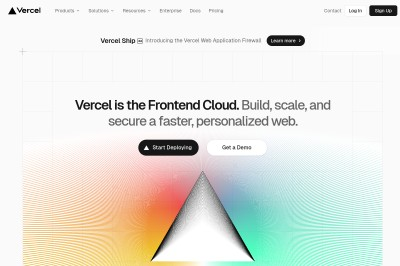 Vercel Products Solutions Resources Enterprise Docs Pricing Contact Log In Sign Up
Vercel Ship Introducing the Vercel Web Application Firewall Learn more
Vercel is the Frontend Cloud. Build, scale, and
secure a faster, personalized web.
Start Deploying Get a Demo